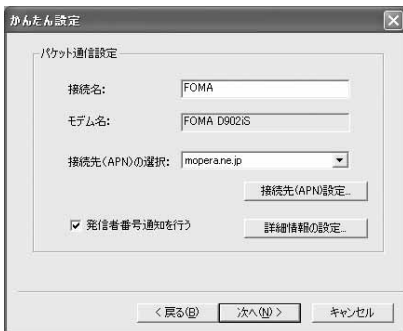 かんたん設定
パケット通信設定
接続名: FOMA
モデム名: FOMA D902iS
接続先(APN)の選択: mopera.ne.jp
接続先(APN)設定...
発信者番号通知を行う 詳細情報の設定...
< 戻る(B) 次へ(N) > キャンセル